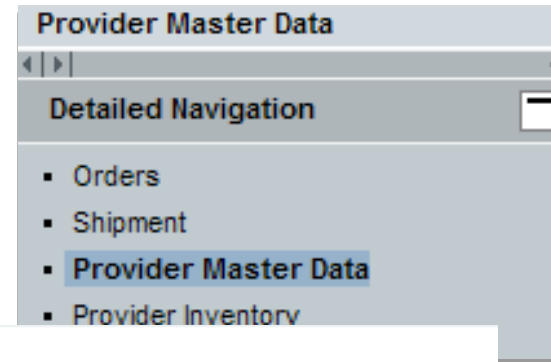 Provider Master Data
Detailed Navigation
Orders
Shipment
Provider Master Data
Provider Inventory